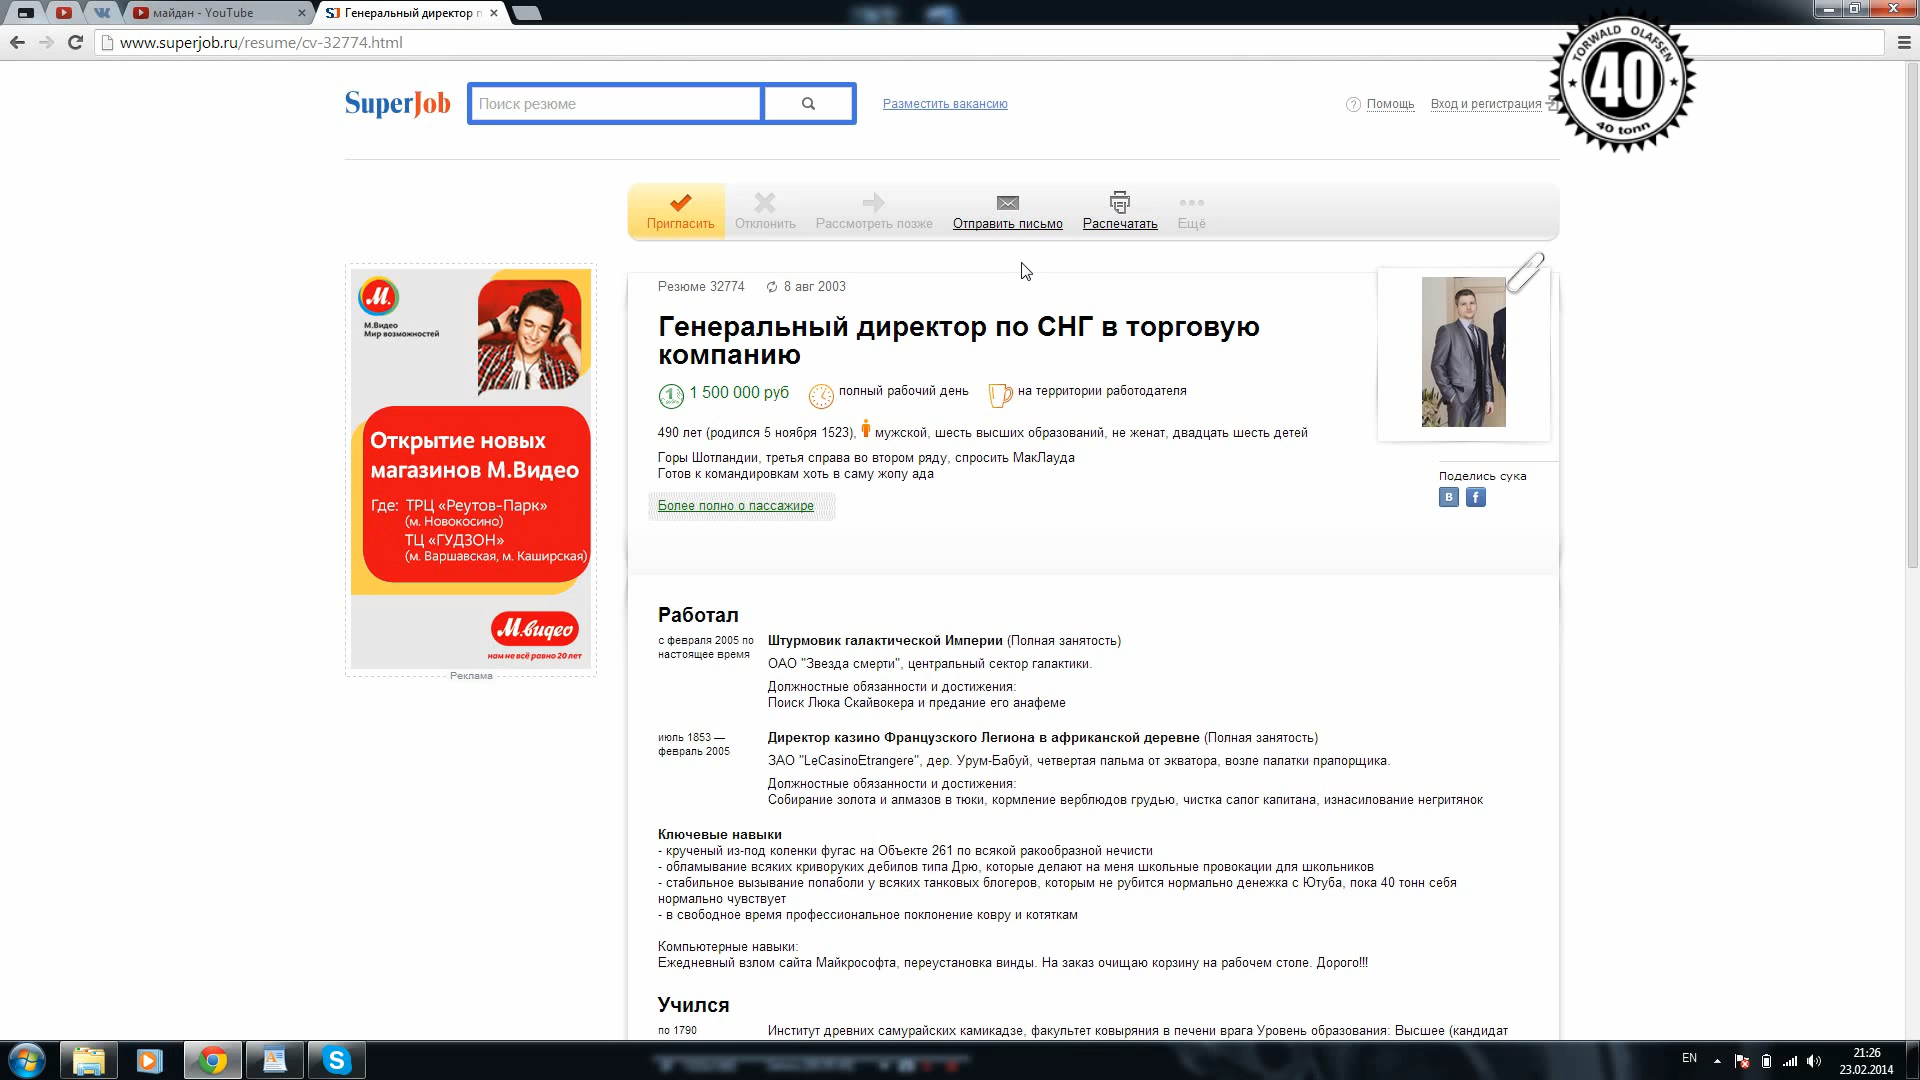 майдан - YouTube
Генеральный директор п
www.superjob.ru/resume/cv-32774.html
TORWALD OLAFSEN
40
40 tonn
SuperJob
Поиск резюме
Разместить вакансию
Помощь
Вход и регистрация
Пригласить
Отклонить
Рассмотреть позже
Отправить письмо
Распечатать
Ещё
М.
М.Видео
Мир возможностей
Открытие новых
магазинов М.Видео
Где: ТРЦ «Реутов-Парк»
(м. Новокосино)
ТЦ «ГУДЗОН»
(м. Варшавская, м. Каширская)
М.видео
нам не всё равно 20 лет
Реклама
Резюме 32774
8 авг 2003
Генеральный директор по СНГ в торговую
компанию
1 500 000 руб
полный рабочий день
на территории работодателя
490 лет (родился 5 ноября 1523), мужской, шесть высших образований, не женат, двадцать шесть детей
Горы Шотландии, третья справа во втором ряду, спросить МакЛауда
Готов к командировкам хоть в саму жопу ада
Более полно о пассажире
Поделись сука
В f
Работал
с февраля 2005 по
настоящее время
Штурмовик галактической Империи (Полная занятость)
ОАО "Звезда смерти", центральный сектор галактики.
Должностные обязанности и достижения:
Поиск Люка Скайвокера и предание его анафеме
июль 1853 —
февраль 2005
Директор казино Французского Легиона в африканской деревне (Полная занятость)
ЗАО "LeCasinoEtrangere", дер. Урум-Бабуй, четвертая пальма от экватора, возле палатки прапорщика.
Должностные обязанности и достижения:
Собирание золота и алмазов в тюки, кормление верблюдов грудью, чистка сапог капитана, изнасилование негритянок
Ключевые навыки
- крученый из-под коленки фугас на Объекте 261 по всякой ракообразной нечисти
- обламывание всяких криворуких дебилов типа Дрю, которые делают на меня школьные провокации для школьников
- стабильное вызывание попаболи у всяких танковых блогеров, которым не рубится нормально денежка с Ютуба, пока 40 тонн себя
нормально чувствует
- в свободное время профессиональное поклонение ковру и котяткам
Компьютерные навыки:
Ежедневный взлом сайта Майкрософта, переустановка винды. На заказ очищаю корзину на рабочем столе. Дорого!!!
Учился
по 1790
Институт древних самурайских камикадзе, факультет ковыряния в печени врага Уровень образования: Высшее (кандидат
EN
21:26
23.02.2014